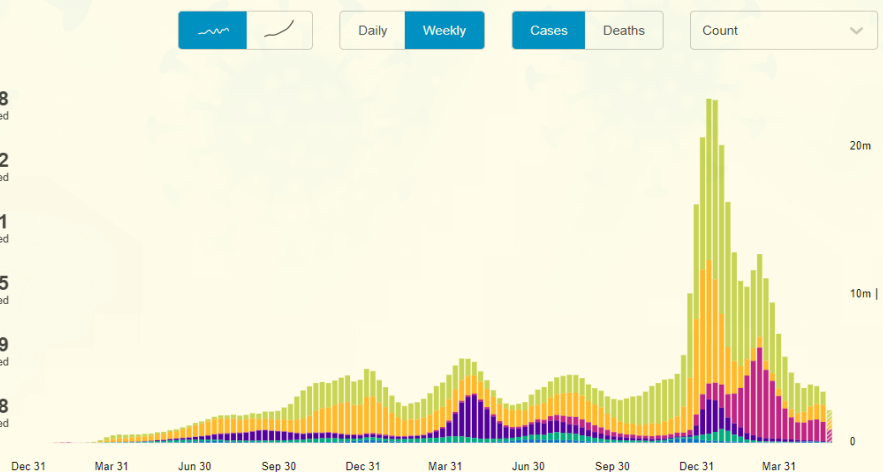 Daily Weekly Cases Deaths Count
8
ed
20m
2
ed
1
ed
5
ed
10m |
9
ed
8
ed
0
Dec 31 Mar 31 Jun 30 Sep 30 Dec 31 Mar 31 Jun 30 Sep 30 Dec 31 Mar 31